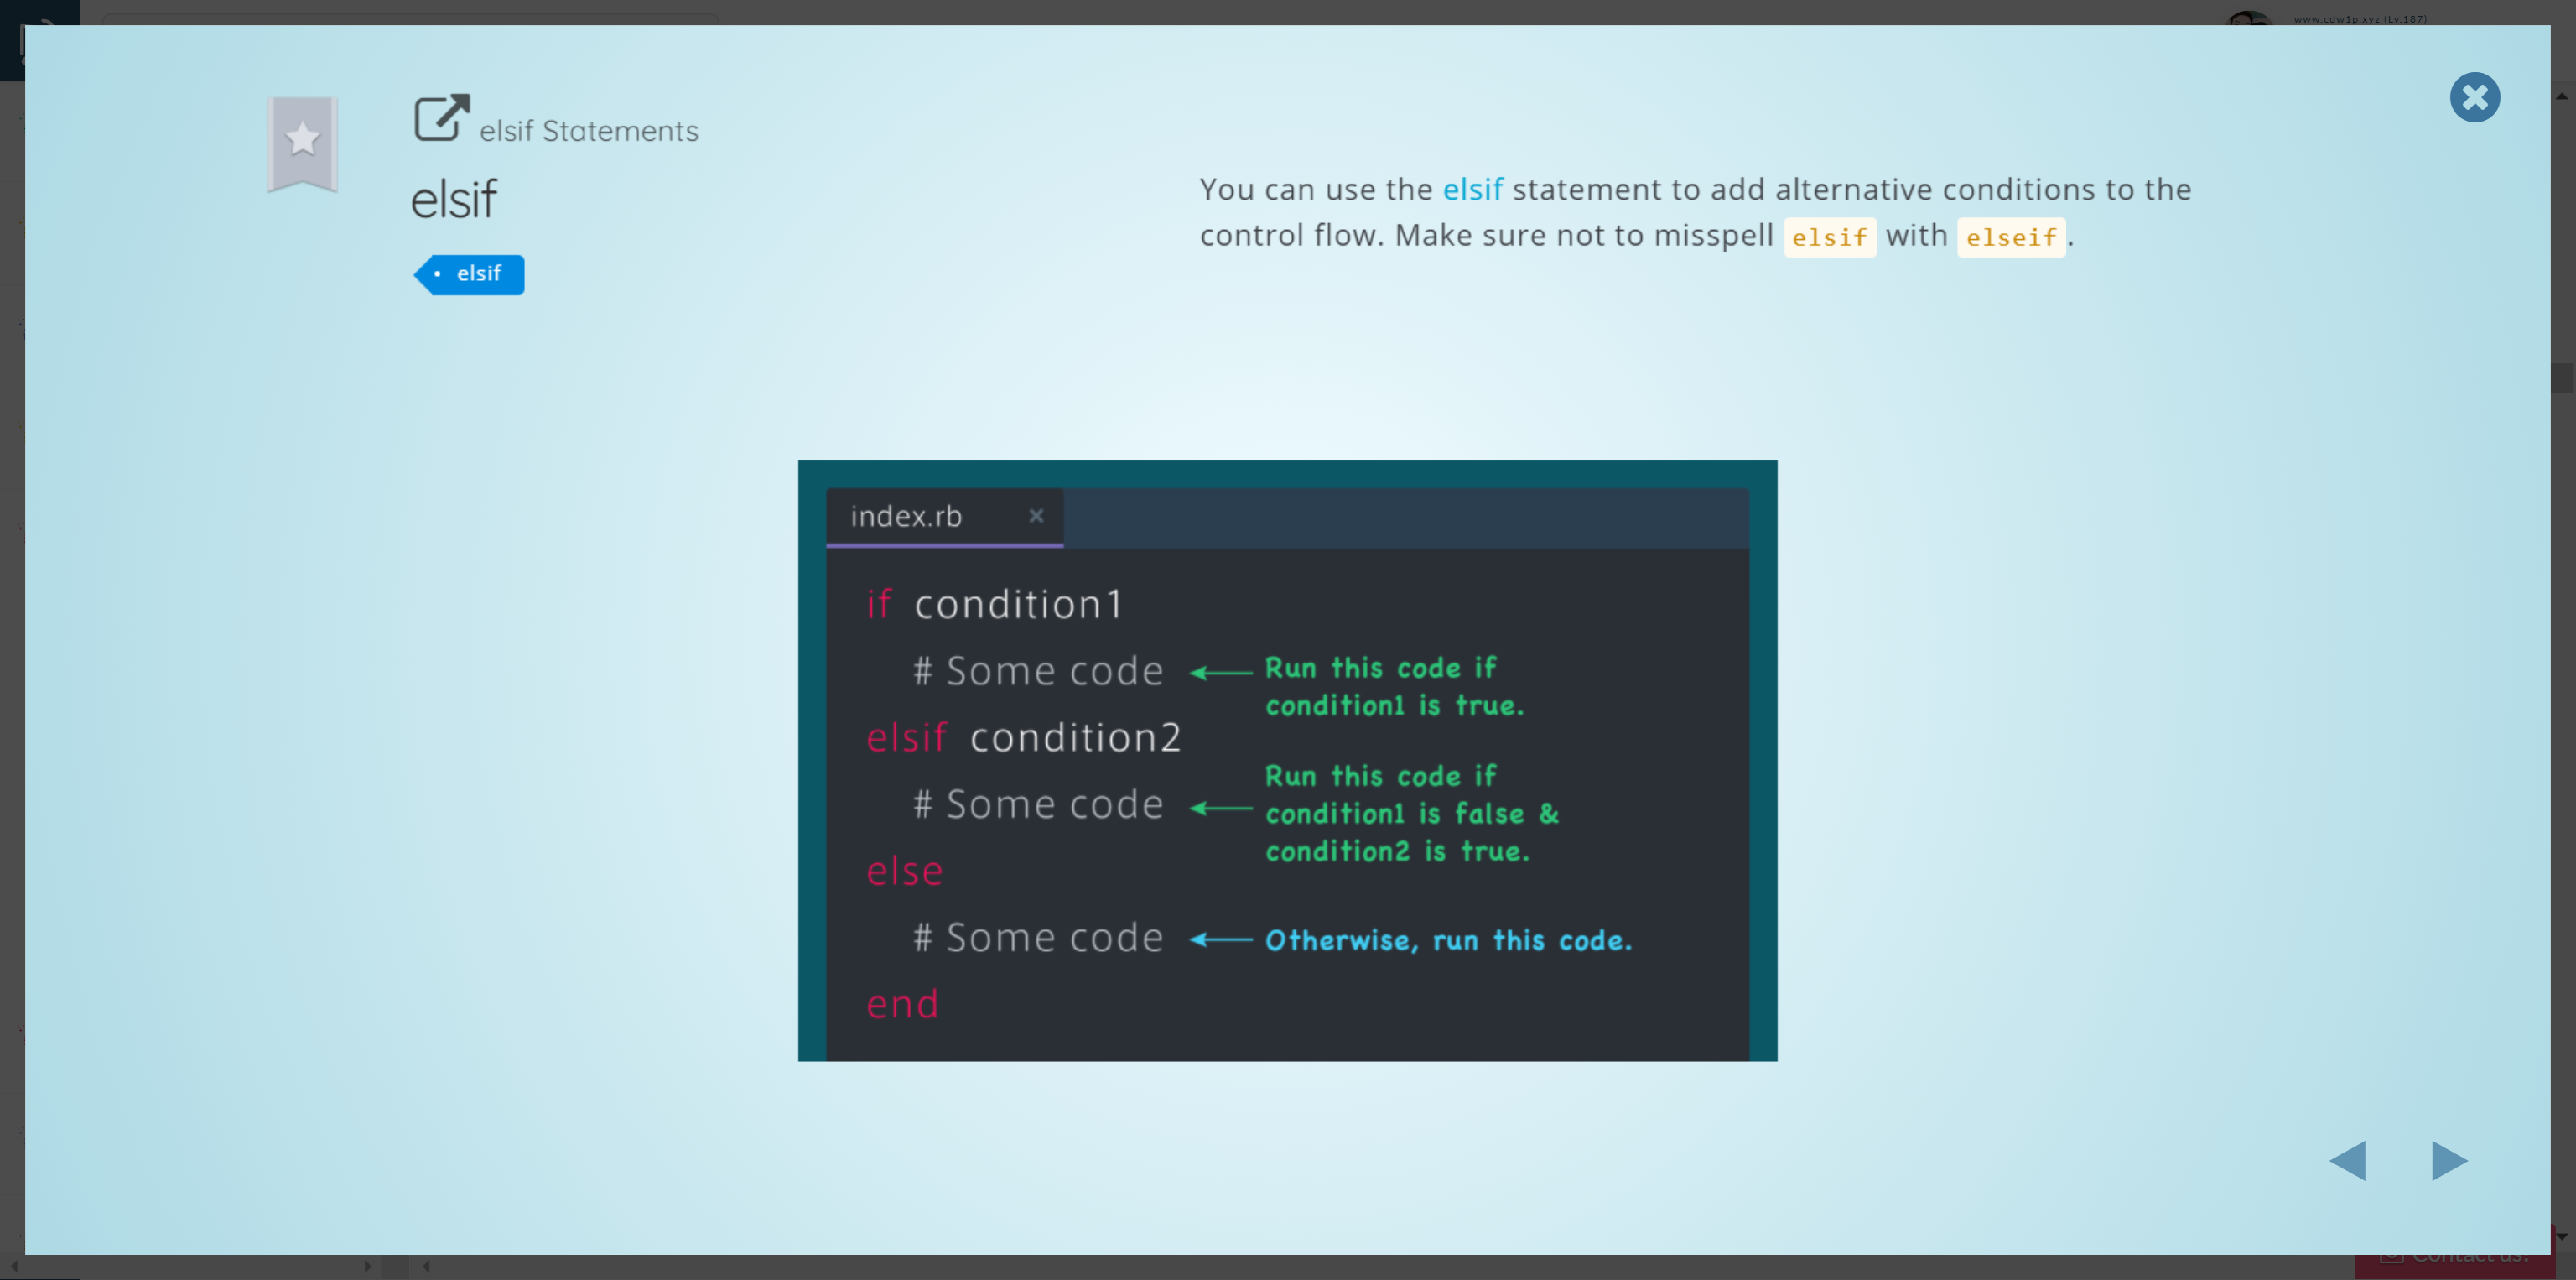 www.cdw1p.xyz (Lv.187)
elsif Statements
elsif
• elsif
You can use the elsif statement to add alternative conditions to the
control flow. Make sure not to misspell elsif with elseif.
index.rb ×
if condition1
# Some code
Run this code if
condition1 is true.
elsif condition2
# Some code
Run this code if
condition1 is false &
condition2 is true.
else
# Some code
Otherwise, run this code.
end
Contact us!